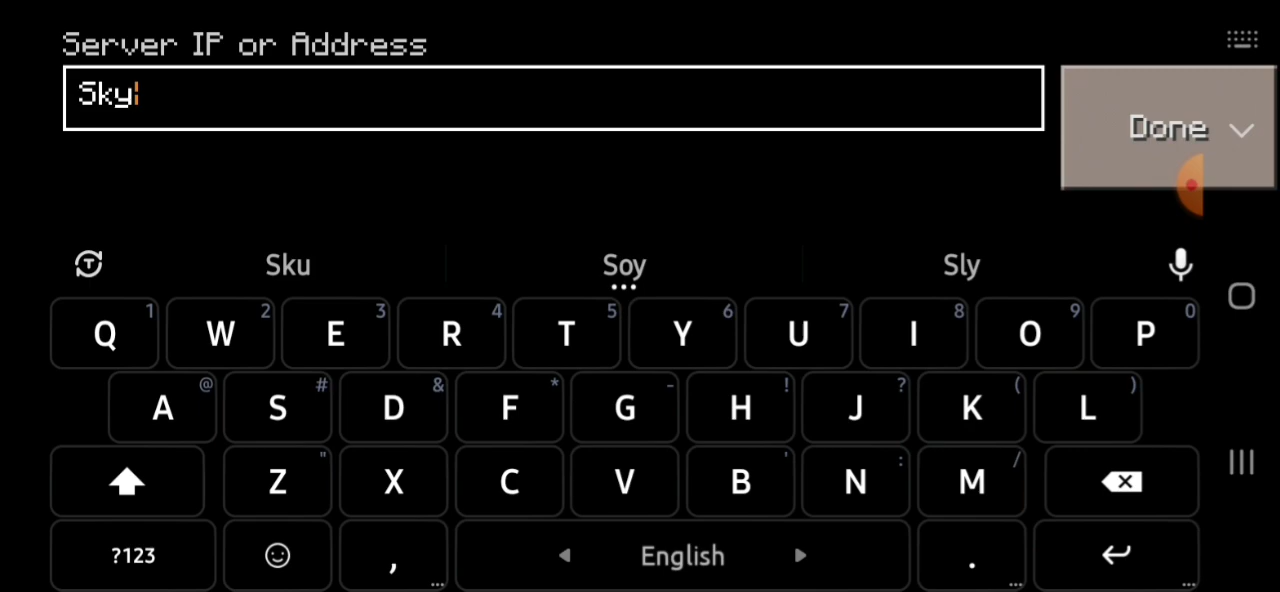 Server IP or Address
Sky
Done
Sku Soy Sly
Q 1 W 2 E 3 R 4 T 5 Y 6 U 7 I 8 O 9 P 0
A @ S # D & F * G - H ! J ? K ( L )
Z " X C V B ' N : M /
?123 , English .